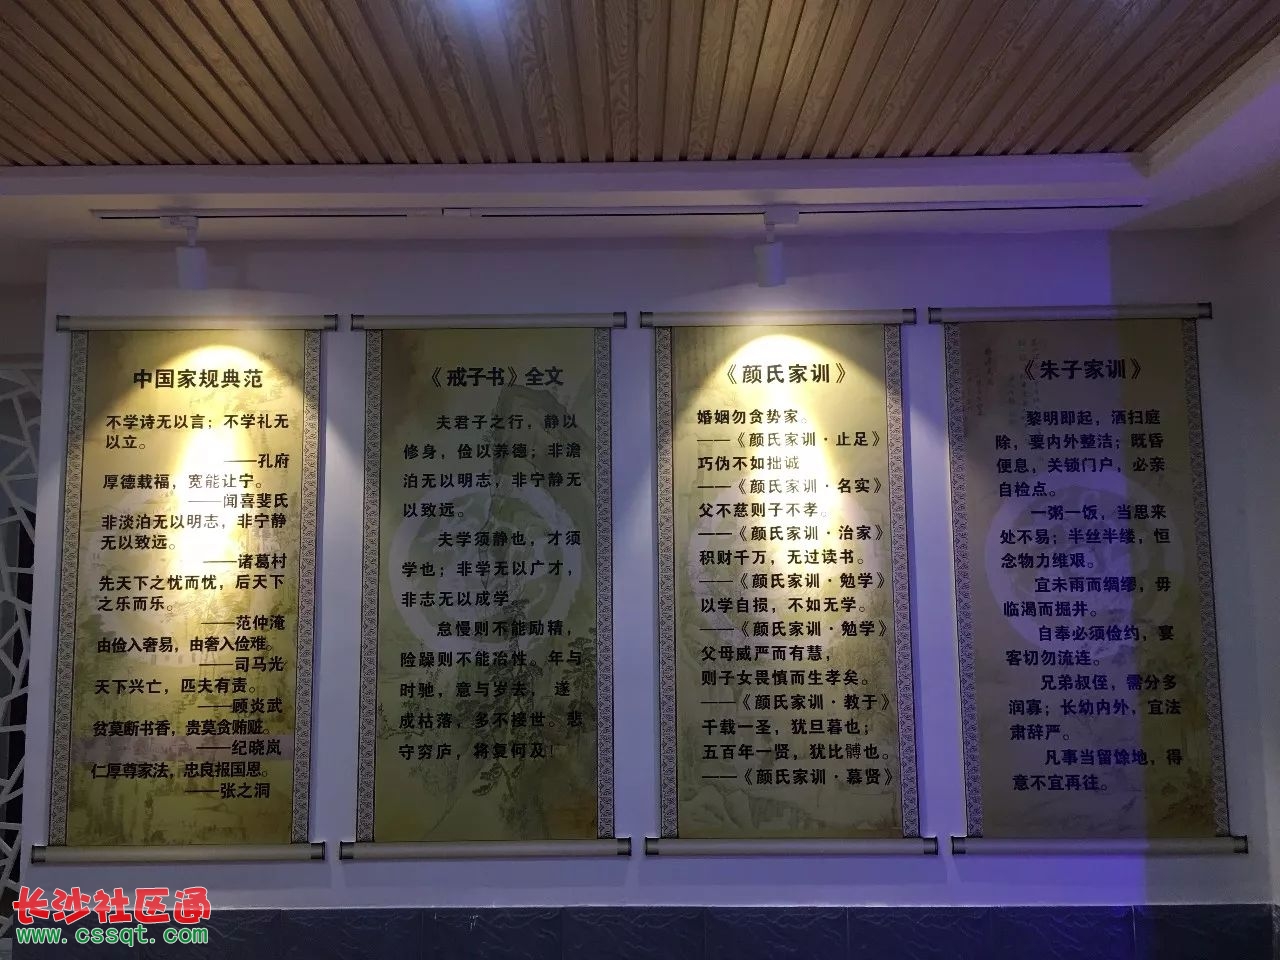 中国家规典范
不学诗无以言；不学礼无
以立。
——孔府
厚德载福，宽能让宁。
——闻喜斐氏
非淡泊无以明志，非宁静
无以致远。
——诸葛村
先天下之忧而忧，后天下
之乐而乐。
——范仲淹
由俭入奢易，由奢入俭难。
——司马光
天下兴亡，匹夫有责。
——顾炎武
贫莫断书香，贵莫贪贿赃。
——纪晓岚
仁厚尊家法，忠良报国恩。
——张之洞
《戒子书》全文
夫君子之行，静以
修身，俭以养德；非澹
泊无以明志，非宁静无
以致远。
夫学须静也，才须
学也；非学无以广才，
非志无以成学
怠慢则不能励精，
险躁则不能冶性。年与
时驰，意与岁去， 遂
成枯落，多不接世。悲
守穷庐，将复何及！
《颜氏家训》
婚姻勿贪势家。
——《颜氏家训·止足》
巧伪不如拙诚
——《颜氏家训·名实》
父不慈则子不孝。
——《颜氏家训·治家》
积财千万，无过读书。
——《颜氏家训·勉学》
以学自损，不如无学。
——《颜氏家训·勉学》
父母威严而有慈，
则子女畏慎而生孝矣。
——《颜氏家训·教于》
千载一圣，犹旦暮也；
五百年一贤，犹比髆也。
——《颜氏家训·慕贤》
《朱子家训》
黎明即起，洒扫庭
除，要内外整洁；既昏
便息，关锁门户，必亲
自检点。
一粥一饭，当思来
处不易；半丝半缕，恒
念物力维艰。
宜未雨而绸缪，毋
临渴而掘井。
自奉必须俭约，宴
客切勿流连。
兄弟叔侄，需分多
润寡；长幼内外，宜法
肃辞严。
凡事当留馀地，得
意不宜再往。
长沙社区通
www.cssqt.com